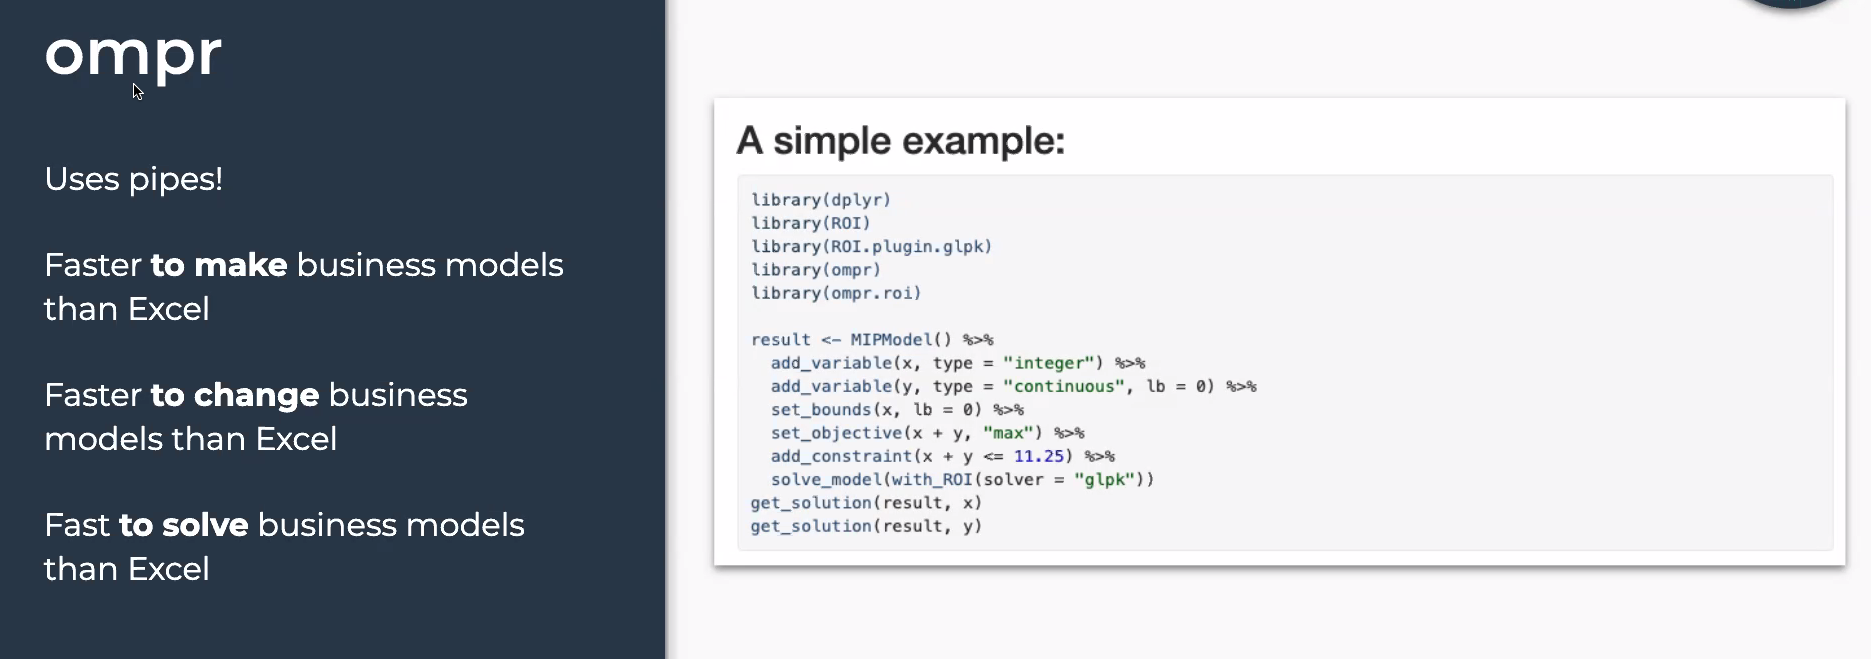 ompr
Uses pipes!
Faster to make business models
than Excel
Faster to change business
models than Excel
Fast to solve business models
than Excel
A simple example:
library(dplyr)
library(ROI)
library(ROI.plugin.glpk)
library(ompr)
library(ompr.roi)
result <- MIPModel() %>%
  add_variable(x, type = "integer") %>%
  add_variable(y, type = "continuous", lb = 0) %>%
  set_bounds(x, lb = 0) %>%
  set_objective(x + y, "max") %>%
  add_constraint(x + y <= 11.25) %>%
  solve_model(with_ROI(solver = "glpk"))
get_solution(result, x)
get_solution(result, y)